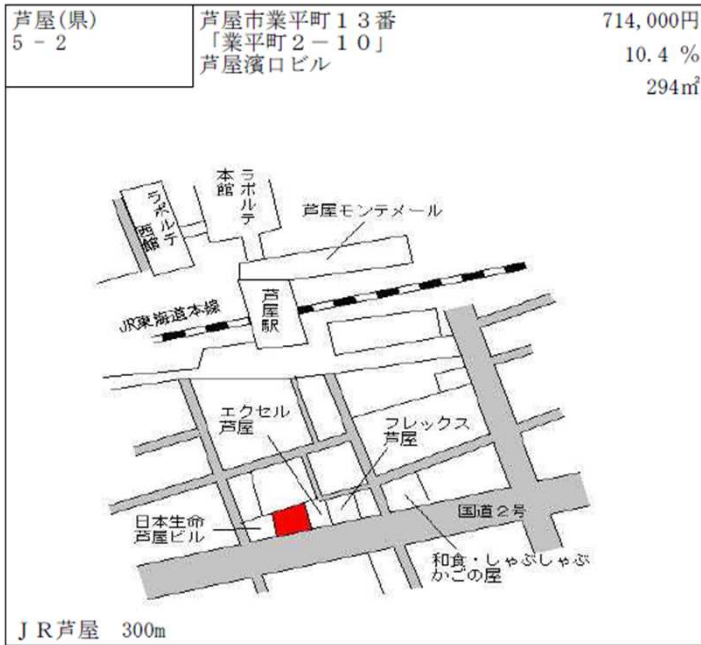 芦屋(県)
5 - 2
芦屋市業平町１３番
「業平町２－１０」
芦屋濱口ビル
714,000円
10.4 %
294㎡
ラポルテ
西館
ラポルテ
本館
芦屋モンテメール
JR東海道本線
芦屋駅
エクセル
芦屋
フレックス
芦屋
日本生命
芦屋ビル
国道２号
和食・しゃぶしゃぶ
かごの屋
ＪＲ芦屋 300m